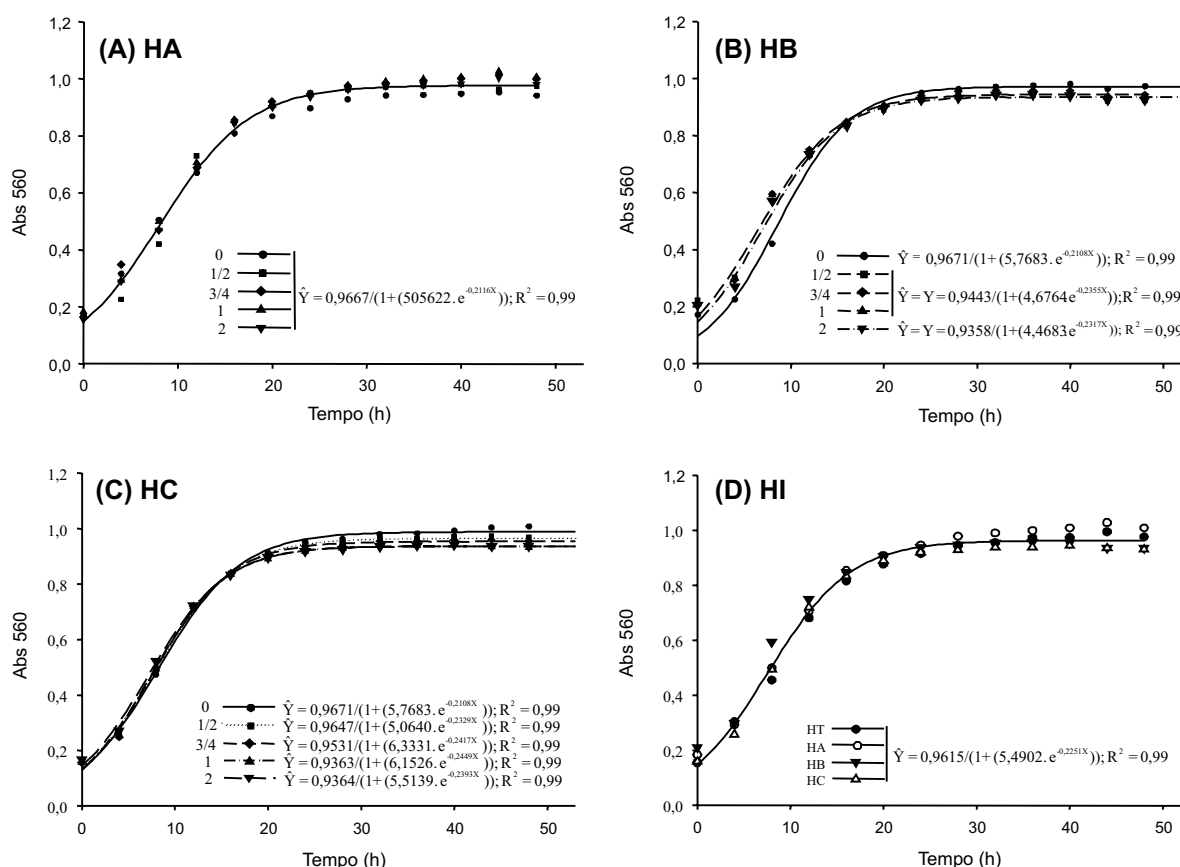 (A) HA
1,2
1,0
0,8
0,6
0,4
0,2
0,0
Abs 560
0
1/2
3/4
1
2
Ŷ = 0,9667/(1+(505622.e^-0,2116X)); R² = 0,99
0 10 20 30 40 50
Tempo (h)
(B) HB
1,2
1,0
0,8
0,6
0,4
0,2
0,0
Abs 560
0 Ŷ = 0,9671/(1+(5,7683.e^-0,2108X)); R² = 0,99
1/2
3/4 Ŷ = Y = 0,9443/(1+(4,6764e^-0,2355X)); R² = 0,99
1
2 Ŷ = Y = 0,9358/(1+(4,4683.e^-0,2317X)); R² = 0,99
0 10 20 30 40 50
Tempo (h)
(C) HC
1,2
1,0
0,8
0,6
0,4
0,2
0,0
Abs 560
0 Ŷ = 0,9671/(1+(5,7683.e^-0,2108X)); R² = 0,99
1/2 Ŷ = 0,9647/(1+(5,0640.e^-0,2329X)); R² = 0,99
3/4 Ŷ = 0,9531/(1+(6,3331.e^-0,2417X)); R² = 0,99
1 Ŷ = 0,9363/(1+(6,1526.e^-0,2449X)); R² = 0,99
2 Ŷ = 0,9364/(1+(5,5139.e^-0,2393X)); R² = 0,99
0 10 20 30 40 50
Tempo (h)
(D) HI
1,2
1,0
0,8
0,6
0,4
0,2
0,0
Abs 560
HT
HA
HB
HC
Ŷ = 0,9615/(1+(5,4902.e^-0,2251X)); R² = 0,99
0 10 20 30 40 50
Tempo (h)